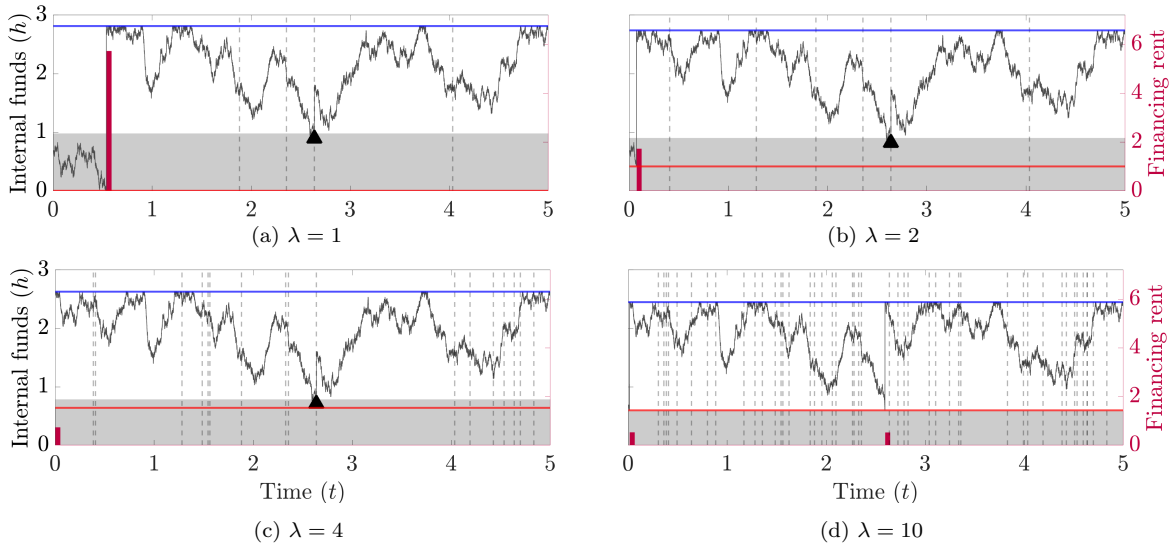 3
2
1
0
Internal funds (h)
0 1 2 3 4 5
(a) λ = 1
6
4
2
0
Financing rent
0 1 2 3 4 5
(b) λ = 2
3
2
1
0
Internal funds (h)
0 1 2 3 4 5
Time (t)
(c) λ = 4
6
4
2
0
Financing rent
0 1 2 3 4 5
Time (t)
(d) λ = 10